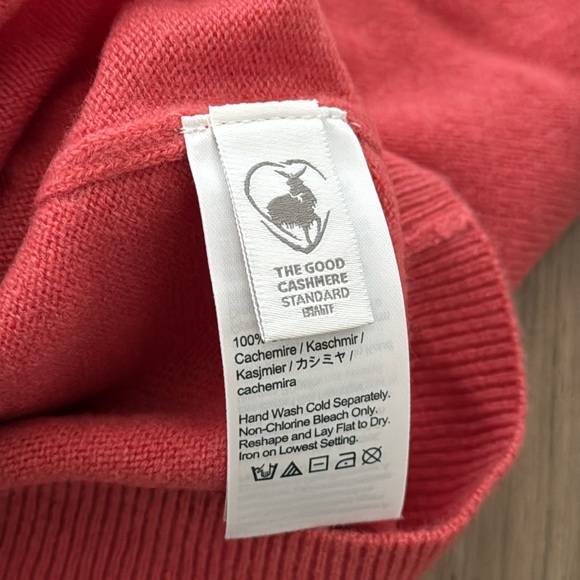 THE GOOD
CASHMERE
STANDARD
100%
Cachemire / Kaschmir /
Kasjmier / カシミヤ /
cachemira
Hand Wash Cold Separately.
Non-Chlorine Bleach Only.
Reshape and Lay Flat to Dry.
Iron on Lowest Setting.